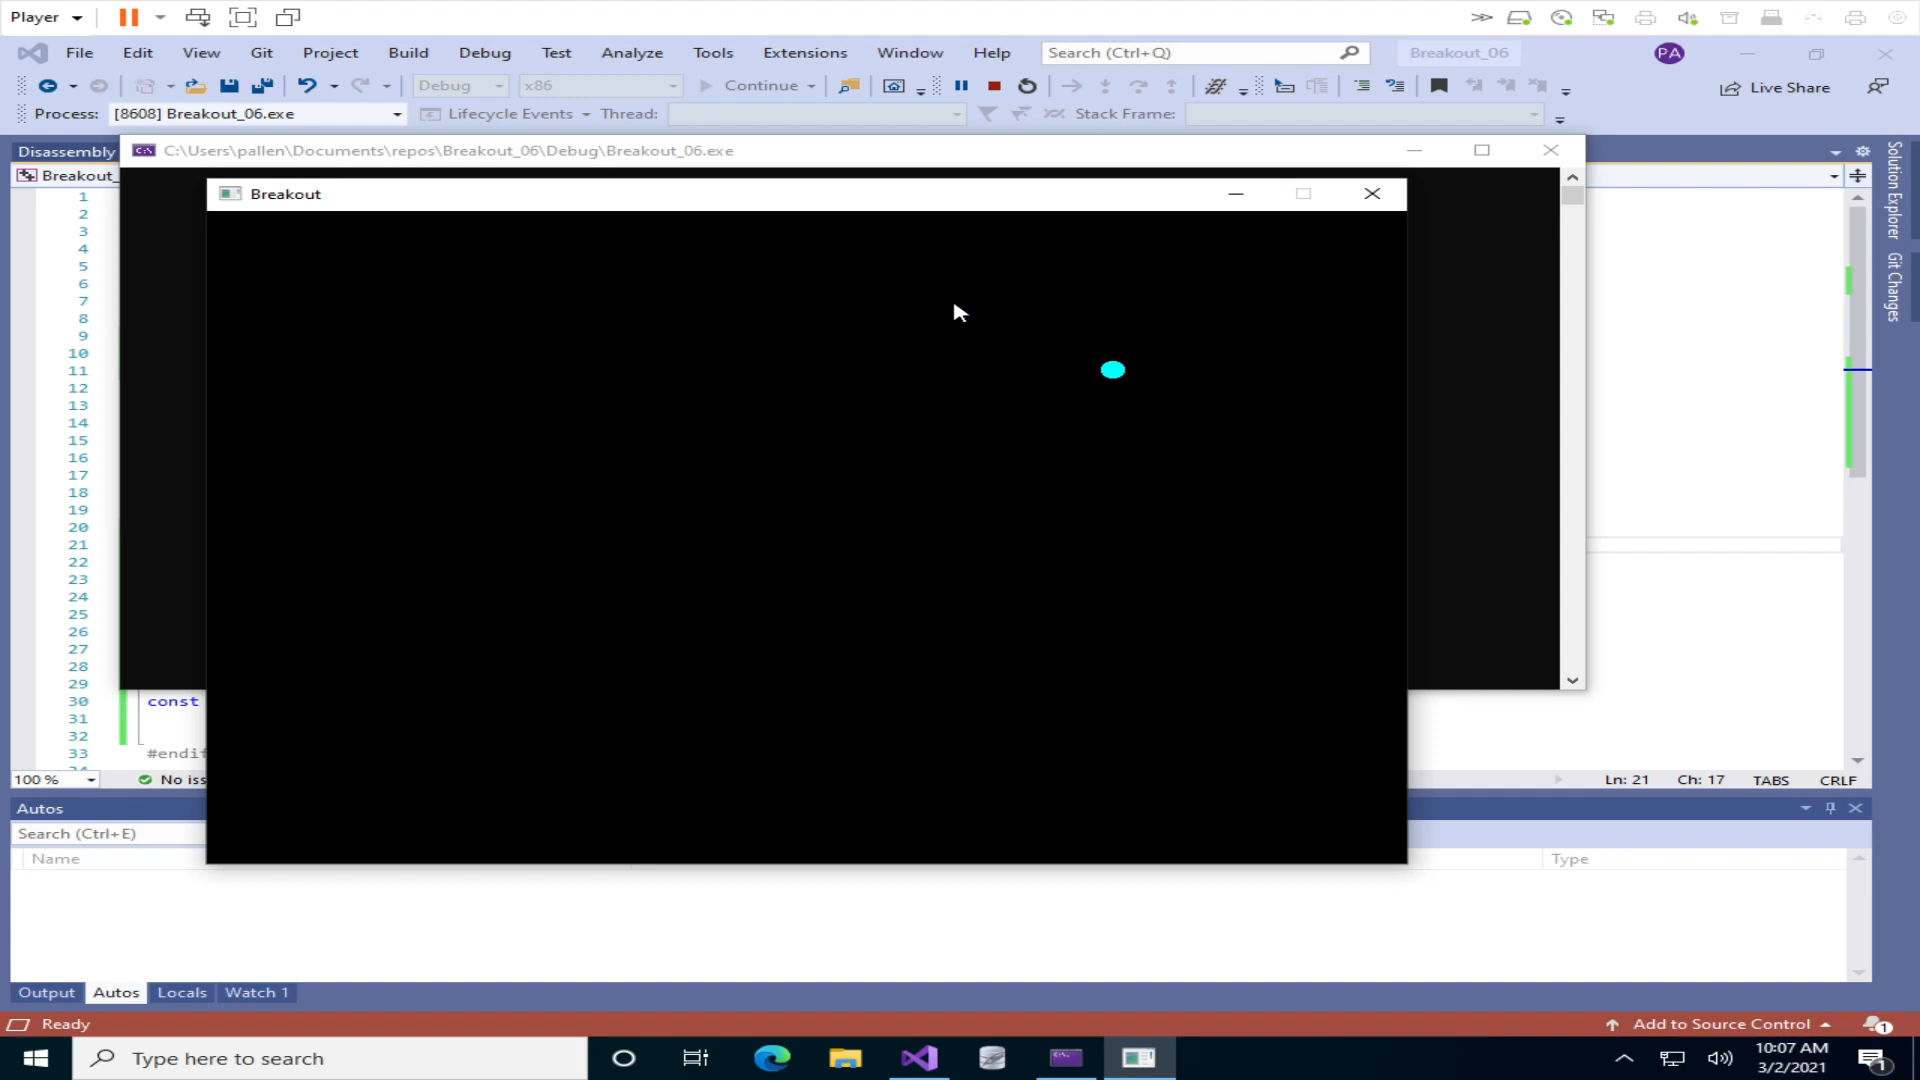 Player
File Edit View Git Project Build Debug Test Analyze Tools Extensions Window Help Search (Ctrl+Q) Breakout_06 PA
Debug x86 Continue Live Share
Process: [8608] Breakout_06.exe Lifecycle Events Thread: Stack Frame:
Disassembly C:\Users\pallen\Documents\repos\Breakout_06\Debug\Breakout_06.exe
Breakout_
Breakout
Solution Explorer
Git Changes
1
2
3
4
5
6
7
8
9
10
11
12
13
14
15
16
17
18
19
20
21
22
23
24
25
26
27
28
29
30 const
31
32
33 #endif
100 % No iss Ln: 21 Ch: 17 TABS CRLF
Autos
Search (Ctrl+E)
Name Type
Output Autos Locals Watch 1
Ready Add to Source Control 1
Type here to search 10:07 AM
3/2/2021 1